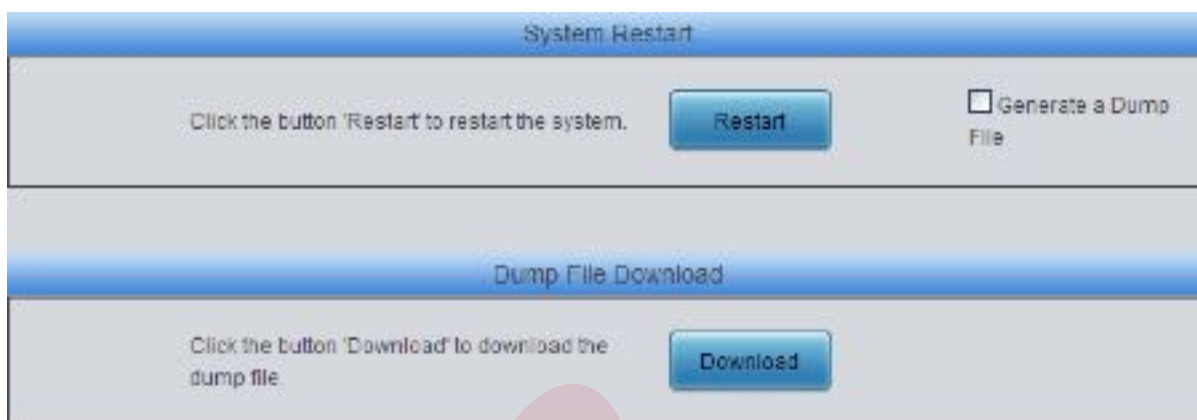 System Restart
Click the button 'Restart' to restart the system.
Restart
Generate a Dump
File
Dump File Download
Click the button 'Download' to download the
dump file.
Download